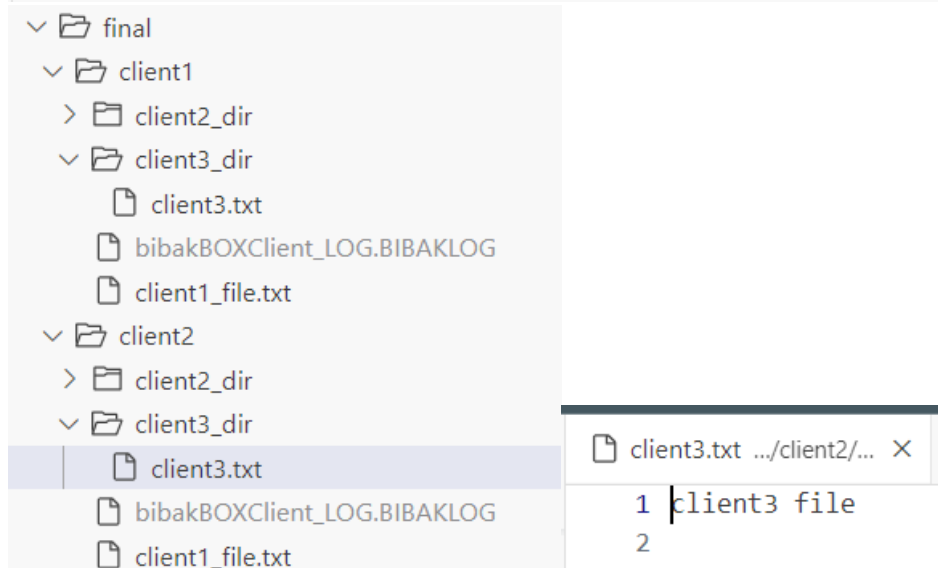 final
client1
client2_dir
client3_dir
client3.txt
bibakBOXClient_LOG.BIBAKLOG
client1_file.txt
client2
client2_dir
client3_dir
client3.txt
bibakBOXClient_LOG.BIBAKLOG
client1_file.txt
client3.txt .../client2/... ×
1 client3 file
2